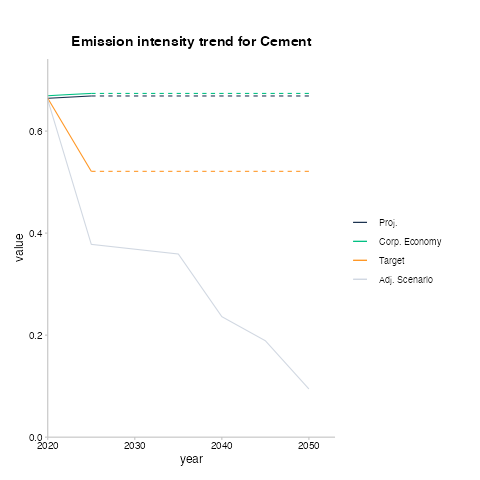 Emission intensity trend for Cement
value
0.6
0.4
0.2
0.0
2020 2030 2040 2050
year
Proj.
Corp. Economy
Target
Adj. Scenario